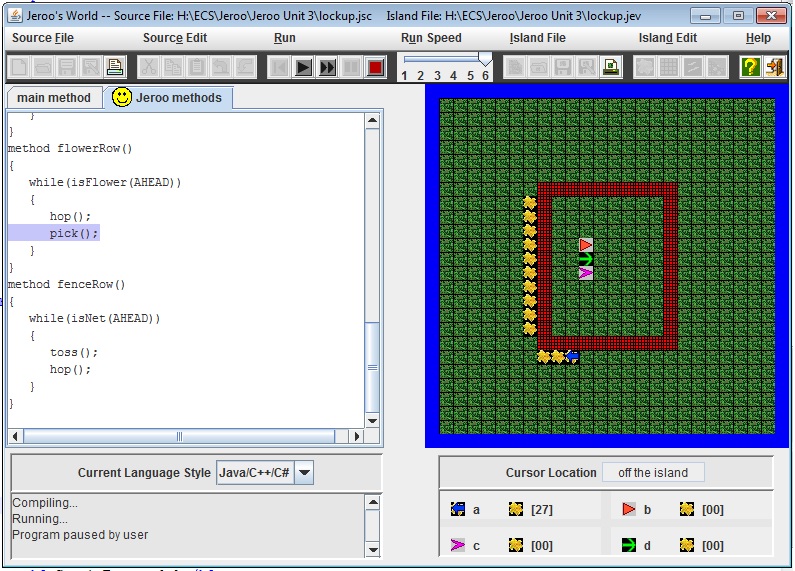 Jeroo's World -- Source File: H:\ECS\Jeroo\Jeroo Unit 3\lockup.jsc Island File: H:\ECS\Jeroo\Jeroo Unit 3\lockup.jev
Source File Source Edit Run Run Speed Island File Island Edit Help
1 2 3 4 5 6
main method Jeroo methods
}
}
method flowerRow()
{
while(isFlower(AHEAD))
{
hop();
pick();
}
}
method fenceRow()
{
while(isNet(AHEAD))
{
toss();
hop();
}
}
Current Language Style Java/C++/C#
Compiling...
Running...
Program paused by user
Cursor Location off the island
a [27] b [00]
c [00] d [00]